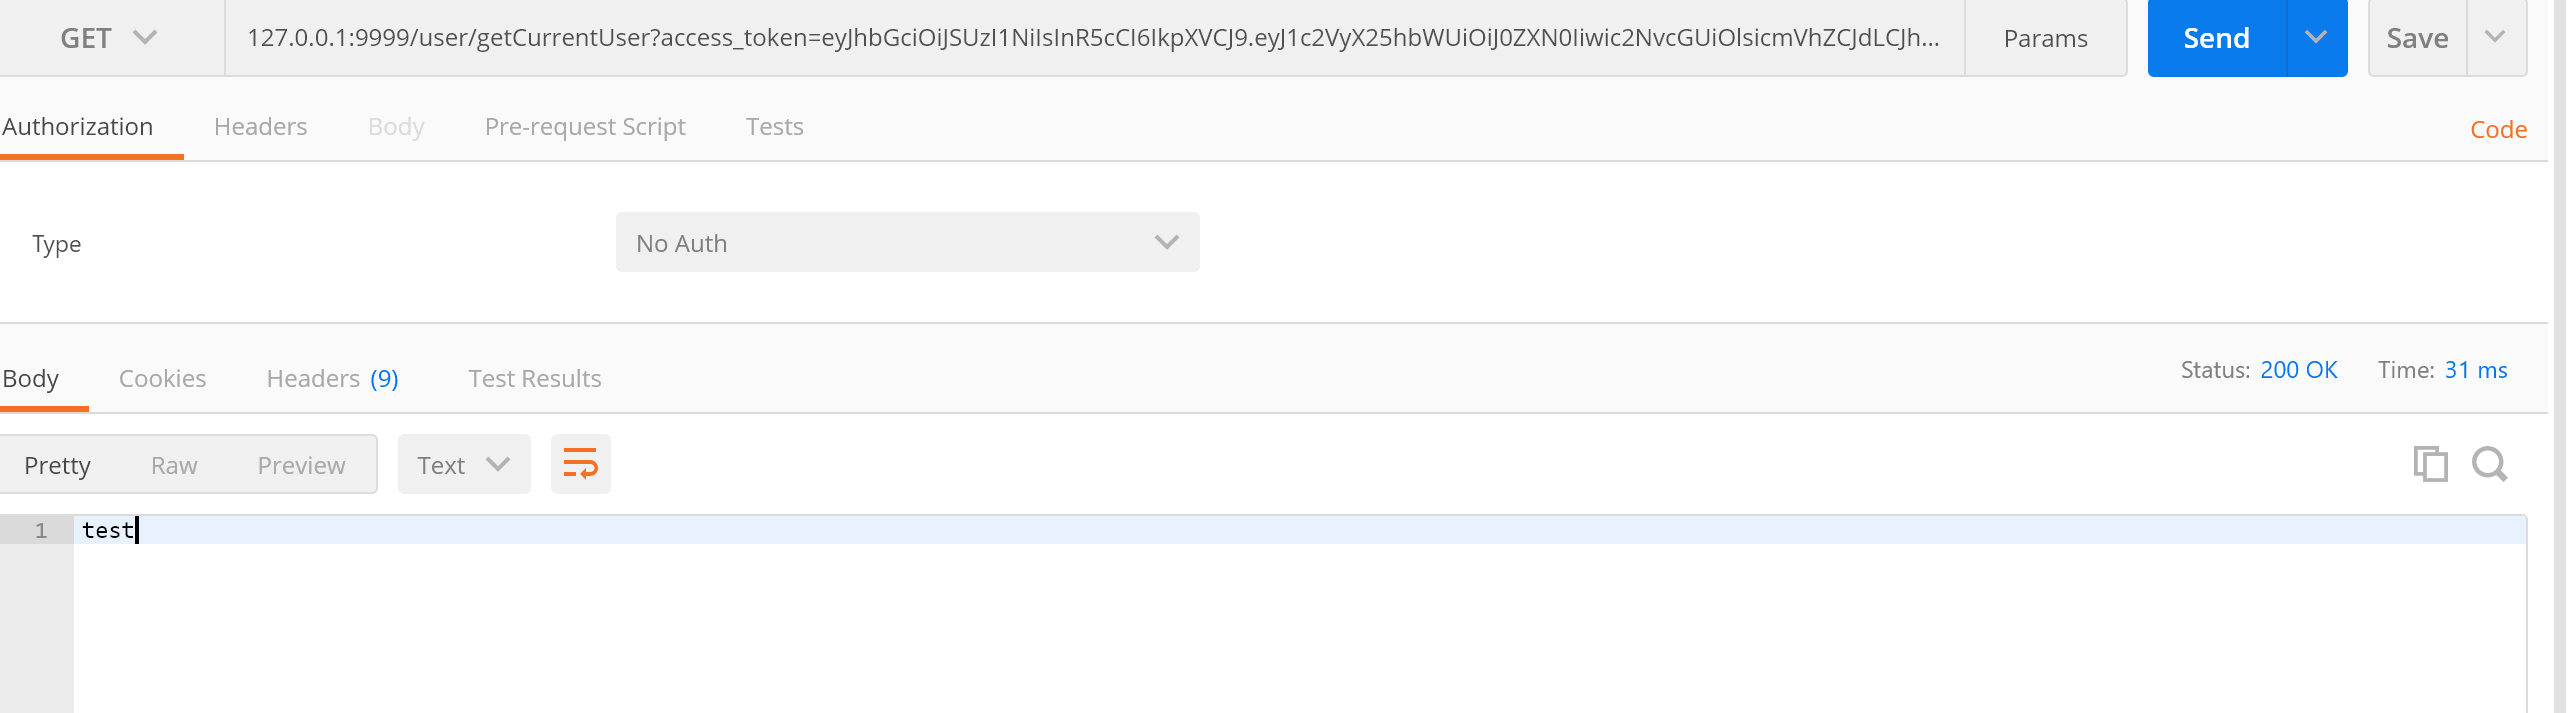 GET 127.0.0.1:9999/user/getCurrentUser?access_token=eyJhbGciOiJSUzI1NiIsInR5cCI6IkpXVCJ9.eyJ1c2VyX25hbWUiOiJ0ZXN0Iiwic2NvcGUiOlsicmVhZCJdLCJh... Params Send Save
Authorization Headers Body Pre-request Script Tests Code
Type No Auth
Body Cookies Headers (9) Test Results Status: 200 OK Time: 31 ms
Pretty Raw Preview Text
1 test